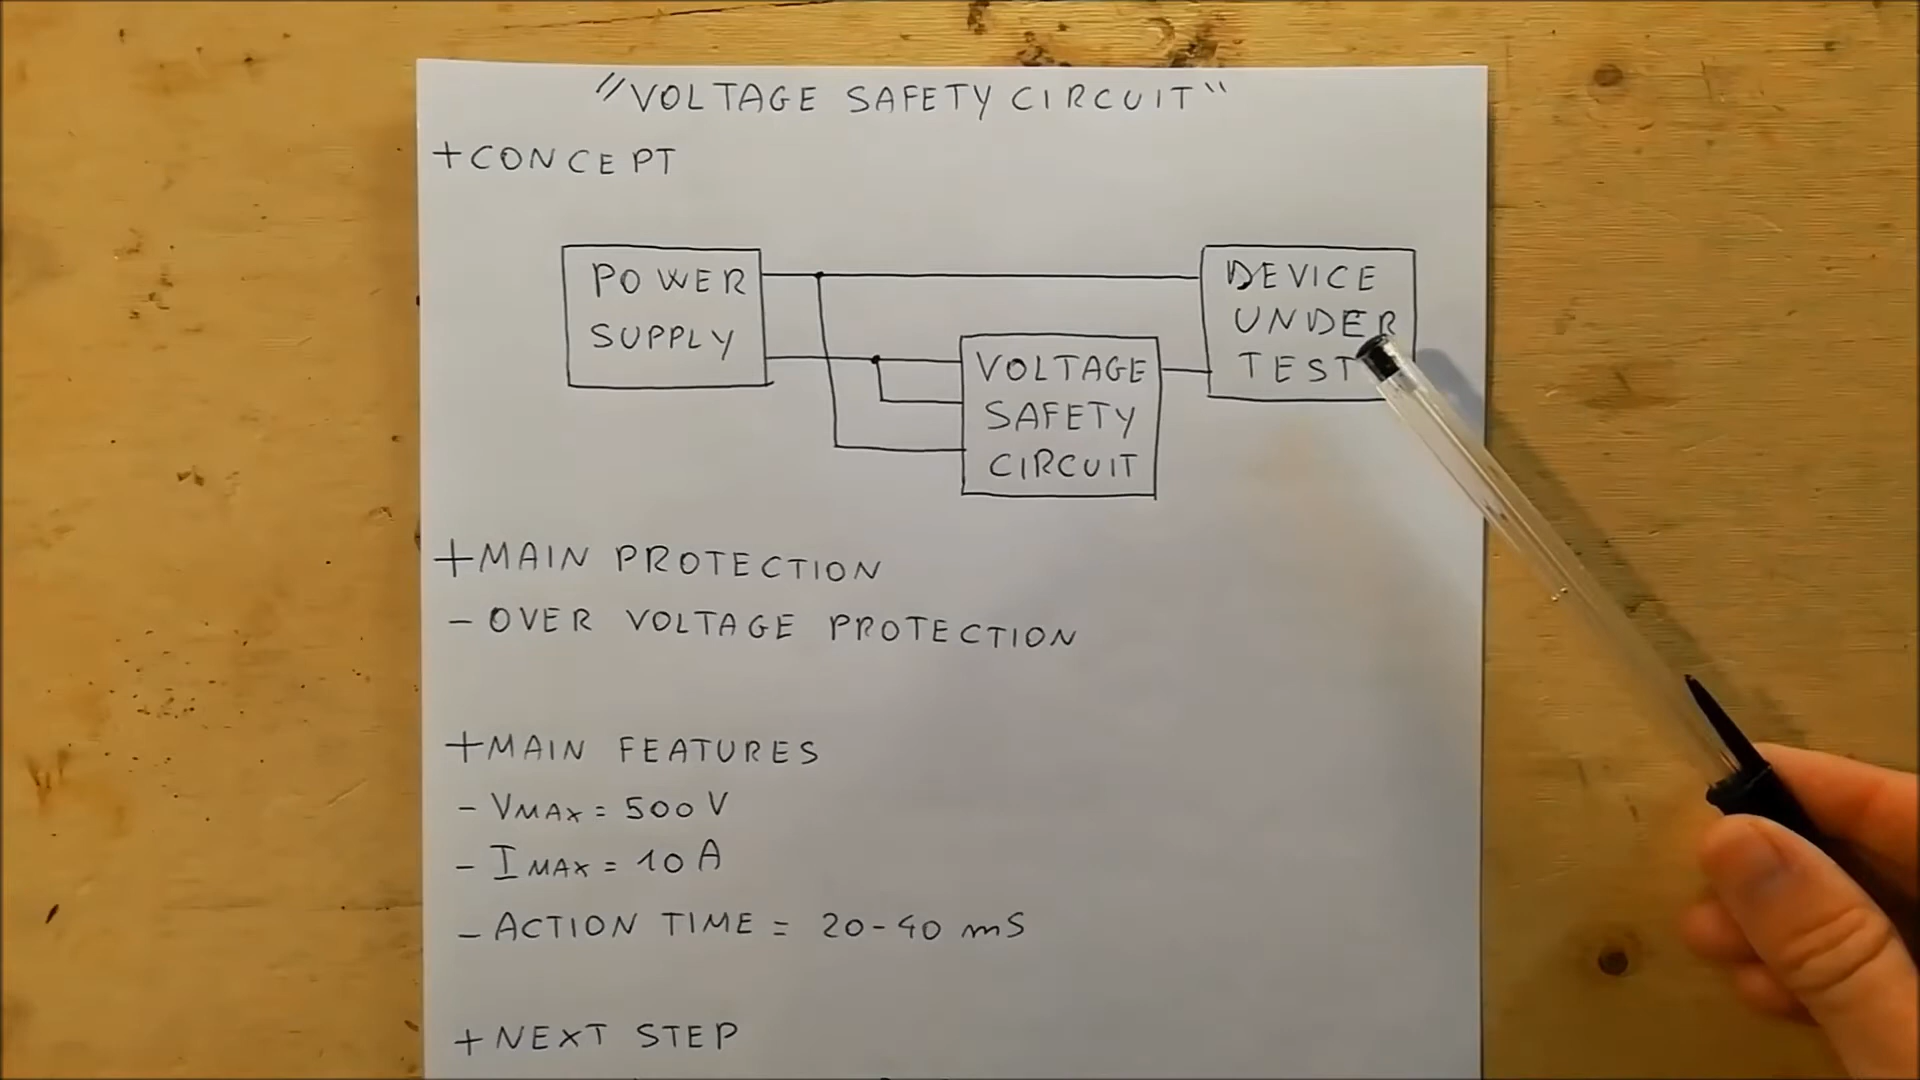 "VOLTAGE SAFETY CIRCUIT"
+ CONCEPT
POWER
SUPPLY
DEVICE
UNDER
TEST
VOLTAGE
SAFETY
CIRCUIT
+ MAIN PROTECTION
- OVER VOLTAGE PROTECTION
+ MAIN FEATURES
- VMAX = 500 V
- IMAX = 10 A
- ACTION TIME = 20-40 mS
+ NEXT STEP